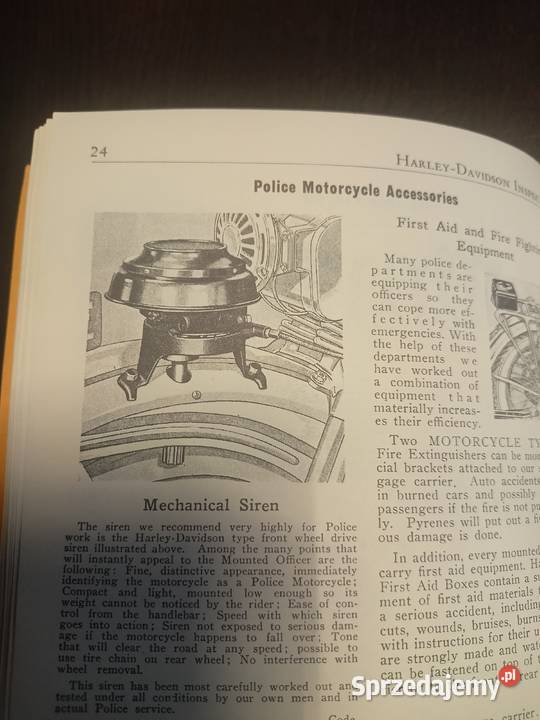 24
HARLEY-DAVIDSON
Police Motorcycle Accessories
Mechanical Siren
The siren we recommend very highly for Police
work is the Harley-Davidson type front wheel drive
siren illustrated above. Among the many points that
will instantly appeal to the Mounted Officer are the
following: Fine, distinctive appearance, immediately
identifying the motorcycle as a Police Motorcycle;
Compact and light, mounted low enough so its
weight cannot be noticed by the rider; Ease of con-
trol from the handlebar; Speed with which siren
goes into action; Siren not exposed to serious dam-
age if the motorcycle happens to fall over; Tone
that will clear the road at any speed; possible to
use tire chain on rear wheel; No interference with
wheel removal.
This siren has been most carefully worked out and
tested under all conditions by our own men and in
actual Police service.
Code
First Aid and Fire
Equipment
Many police de-
partments are
equipping their
officers so they
can cope more ef-
fectively with
emergencies. With
the help of these
departments we
have worked out
a combination of
equipment that
materially increas-
es their efficiency.
Two MOTORCYCLE
Fire Extinguishers can be
cial brackets attached to our
gage carrier. Auto accidents
in burned cars and possibly
passengers if the fire is not
ly. Pyrenes will put out a
ous damage is done.
In addition, every mounted
carry first aid equipment.
First Aid Boxes contain a
ment of first aid materials
a serious accident, including
cuts, wounds, bruises,
with instructions for their
are strongly made and
can be fastened on top of
rear
carrier.
Sprzedajemy.pl